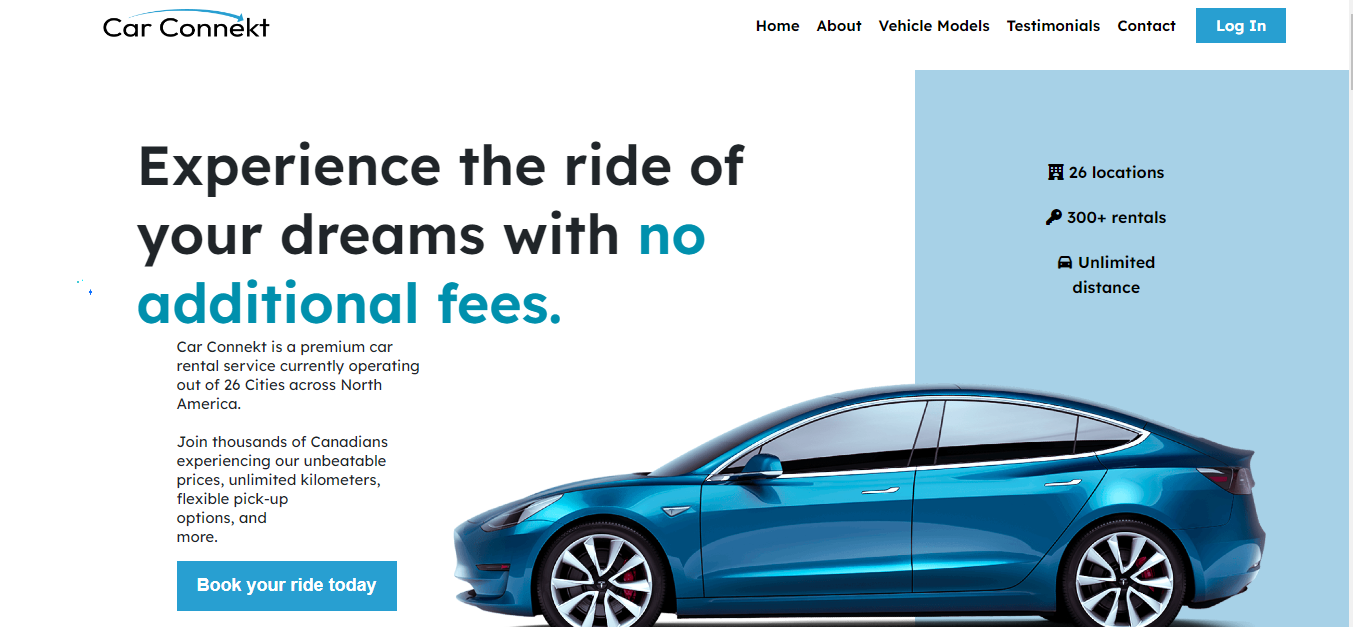 Car Connekt
Home About Vehicle Models Testimonials Contact Log In
Experience the ride of
your dreams with no
additional fees.
26 locations
300+ rentals
Unlimited
distance
Car Connekt is a premium car
rental service currently operating
out of 26 Cities across North
America.
Join thousands of Canadians
experiencing our unbeatable
prices, unlimited kilometers,
flexible pick-up
options, and
more.
Book your ride today